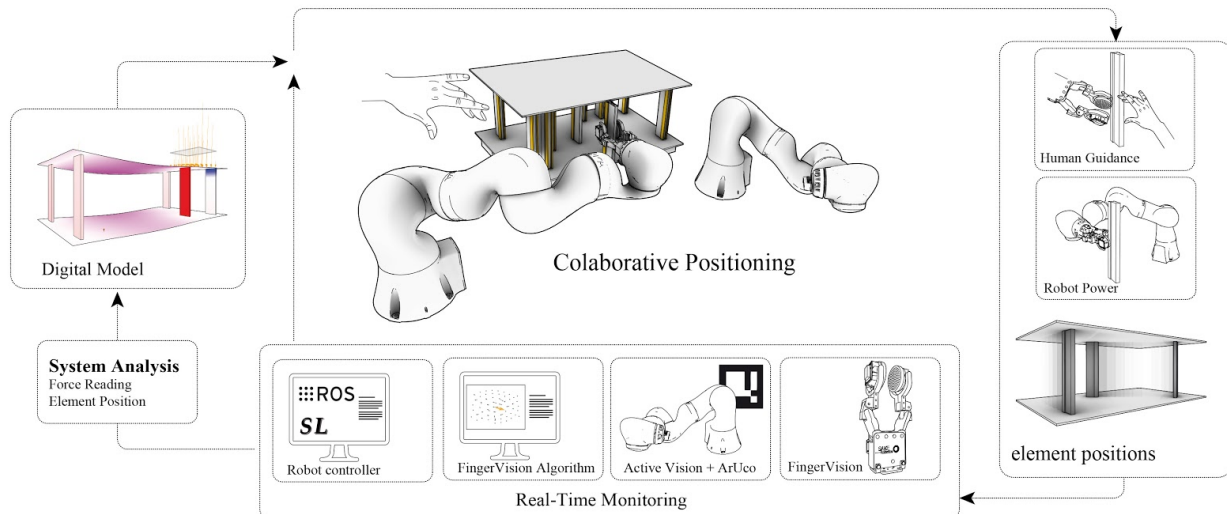 Human Guidance
Robot Power
Colaborative Positioning
Digital Model
System Analysis
Force Reading
Element Position
ROS
SL
Robot controller
FingerVision Algorithm
Active Vision + ArUco
FingerVision
element positions
Real-Time Monitoring